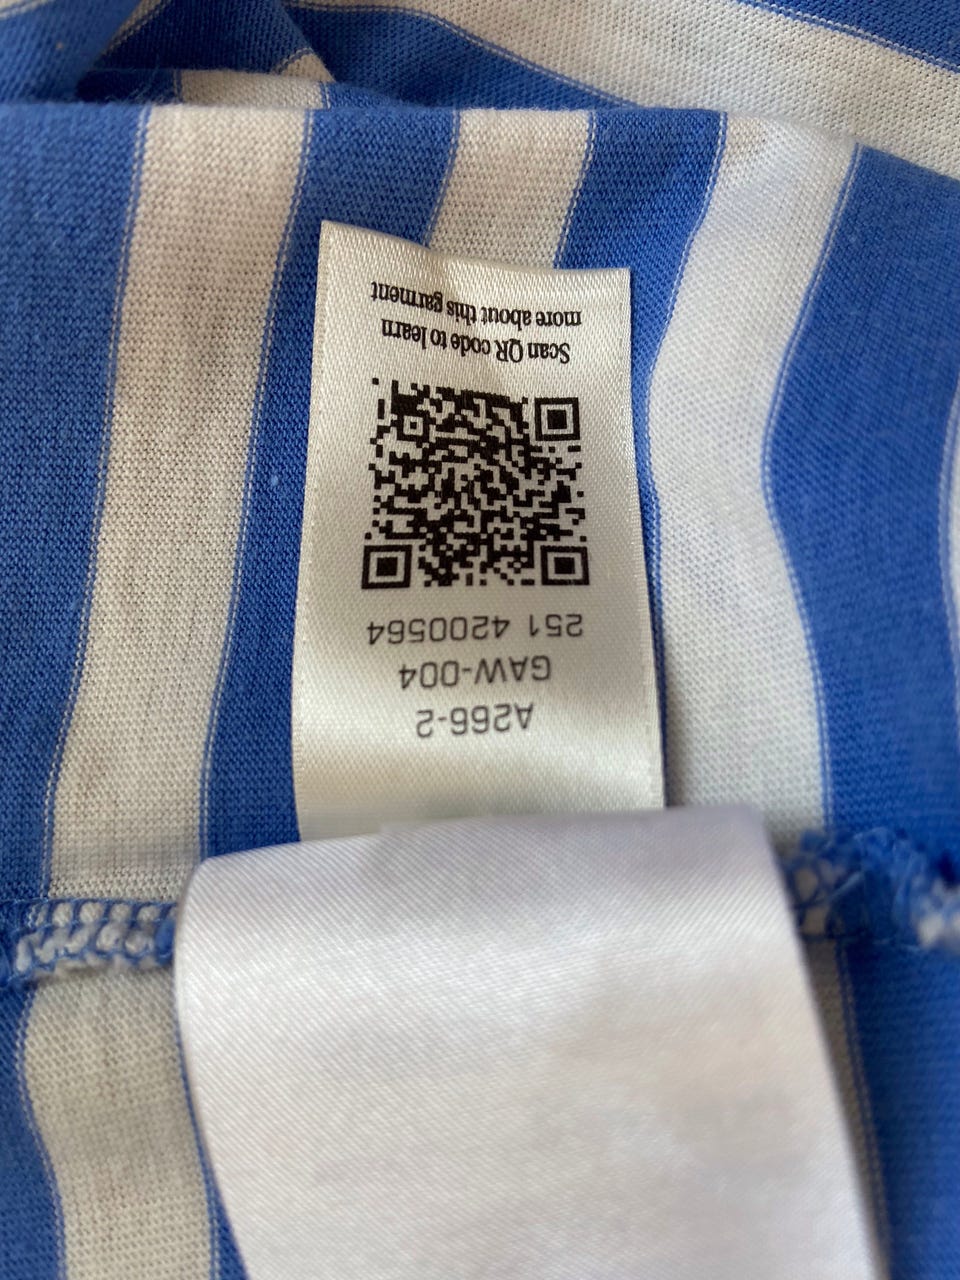 A266-2
GAW-004
251 4200564
Scan QR code to learn
more about this garment